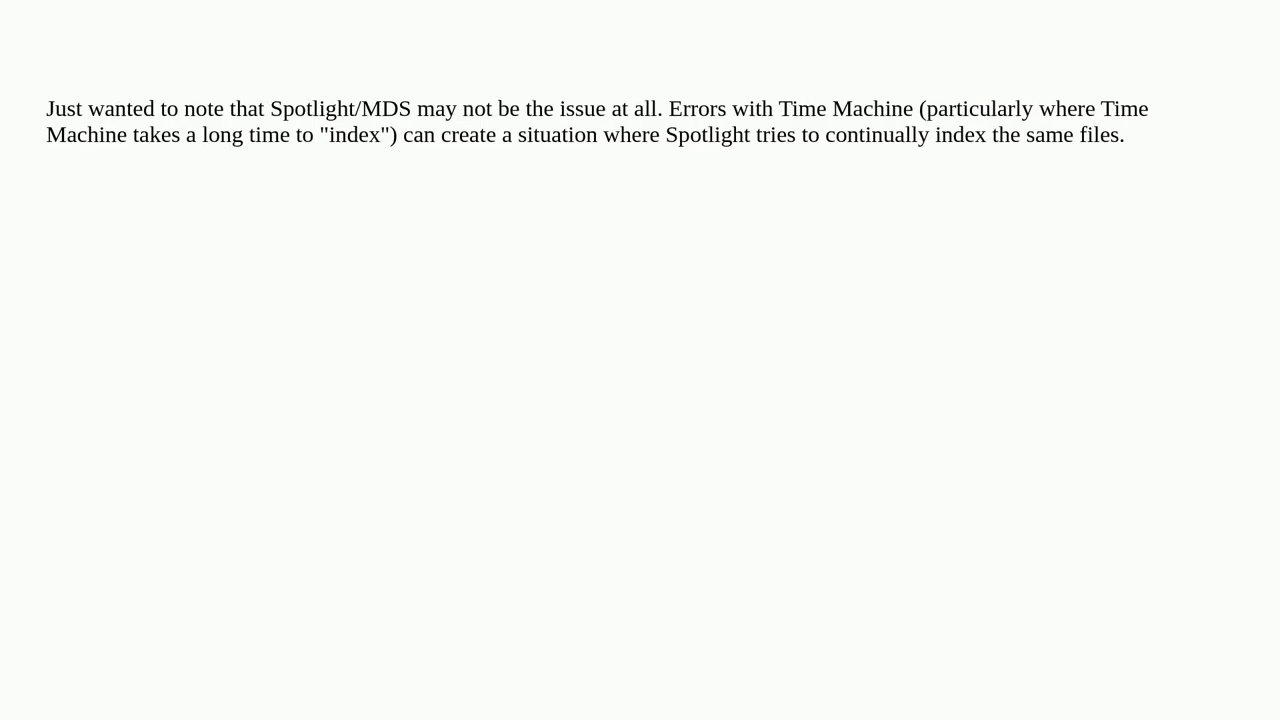 Just wanted to note that Spotlight/MDS may not be the issue at all. Errors with Time Machine (particularly where Time
Machine takes a long time to "index") can create a situation where Spotlight tries to continually index the same files.